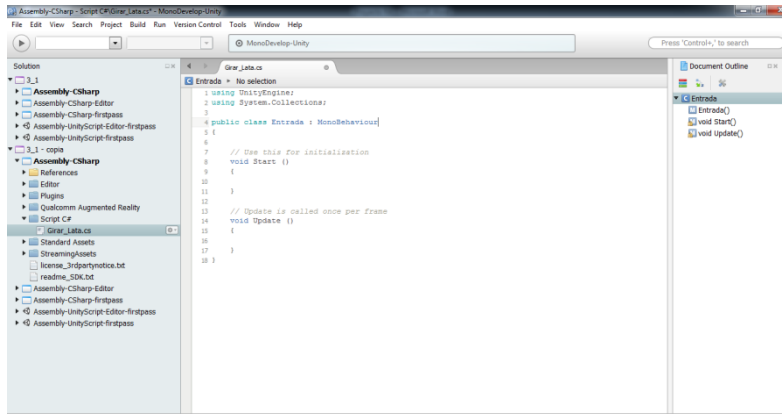 Assembly-CSharp - Script C#\Girar_Lata.cs* - MonoDevelop-Unity
File Edit View Search Project Build Run Version Control Tools Window Help
MonoDevelop-Unity
Press 'Control+,' to search
Solution
3_1
Assembly-CSharp
Assembly-CSharp-Editor
Assembly-CSharp-firstpass
Assembly-UnityScript-Editor-firstpass
Assembly-UnityScript-firstpass
3_1 - copia
Assembly-CSharp
References
Editor
Plugins
Qualcomm Augmented Reality
Script C#
Girar_Lata.cs
Standard Assets
StreamingAssets
license_3rdpartynotice.txt
readme_SDK.txt
Assembly-CSharp-Editor
Assembly-CSharp-firstpass
Assembly-UnityScript-Editor-firstpass
Assembly-UnityScript-firstpass
Girar_Lata.cs
Entrada No selection
1 using UnityEngine;
2 using System.Collections;
3
4 public class Entrada : MonoBehaviour
5 {
6
7 // Use this for initialization
8 void Start ()
9 {
10
11 }
12
13 // Update is called once per frame
14 void Update ()
15 {
16
17 }
18 }
Document Outline
Entrada
Entrada()
void Start()
void Update()